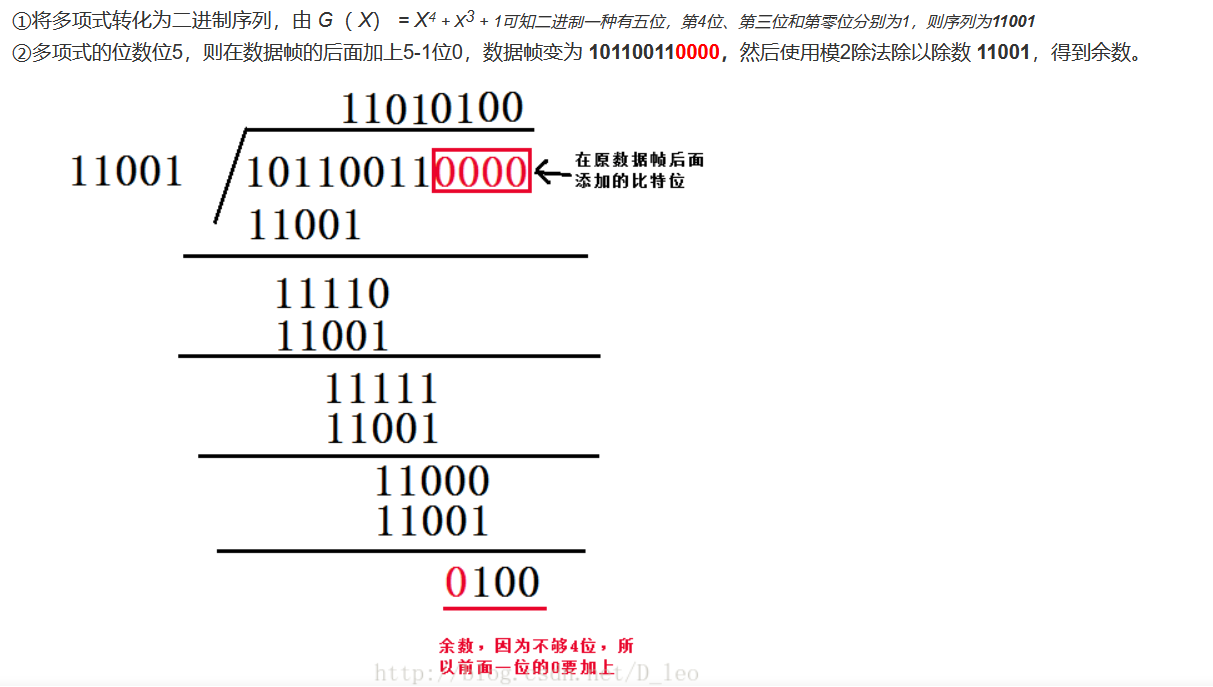 ①将多项式转化为二进制序列，由 G（X） = X⁴ + X³ + 1可知二进制一种有五位，第4位、第三位和第零位分别为1，则序列为11001
②多项式的位数位5，则在数据帧的后面加上5-1位0，数据帧变为 101100110000，然后使用模2除法除以除数 11001，得到余数。
11010100
11001
101100110000
在原数据帧后面
添加的比特位
11001
11110
11001
11111
11001
11000
11001
0100
余数，因为不够4位，所
以前面一位的0要加上
http://blog.csdn.net/D_leo